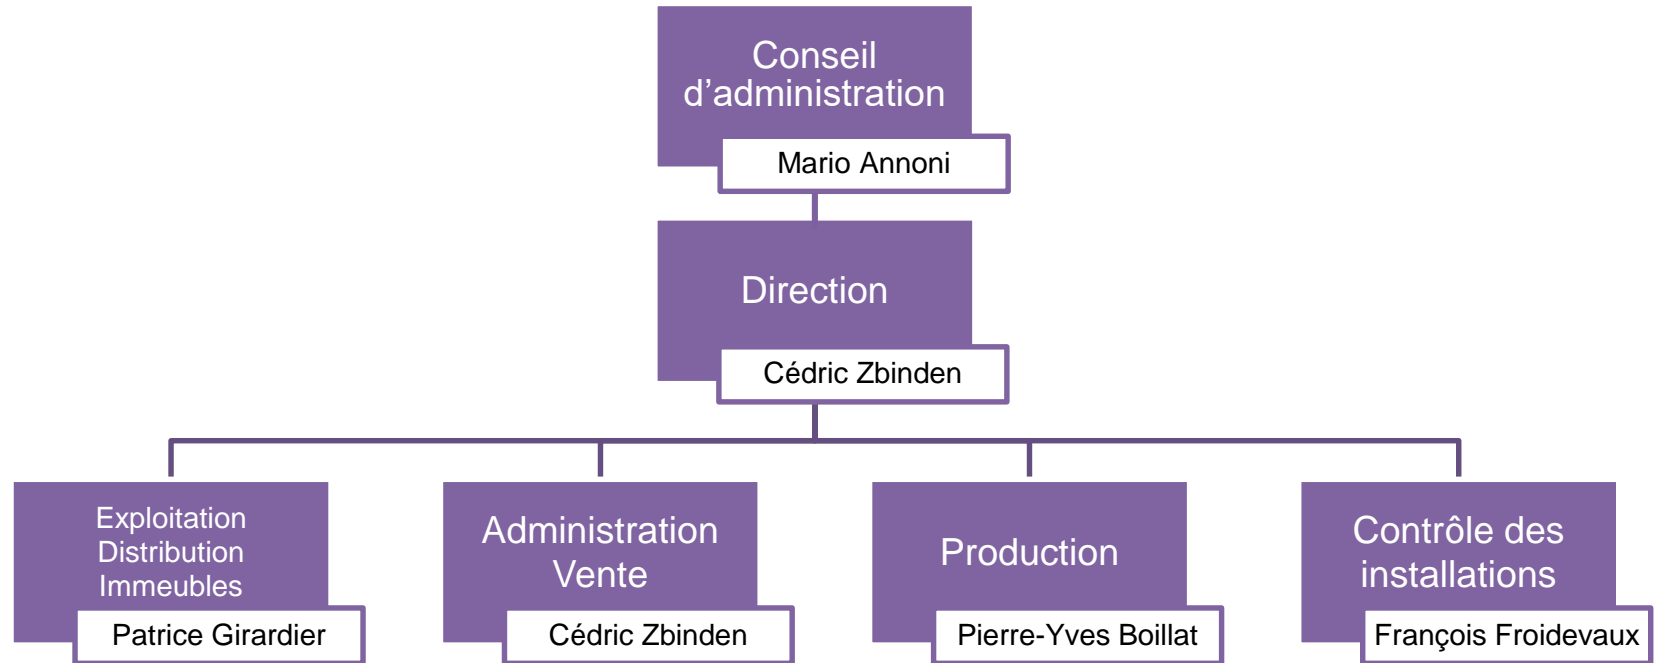 Conseil
d’administration
Mario Annoni
Direction
Cédric Zbinden
Exploitation
Distribution
Immeubles
Patrice Girardier
Administration
Vente
Cédric Zbinden
Production
Pierre-Yves Boillat
Contrôle des
installations
François Froidevaux